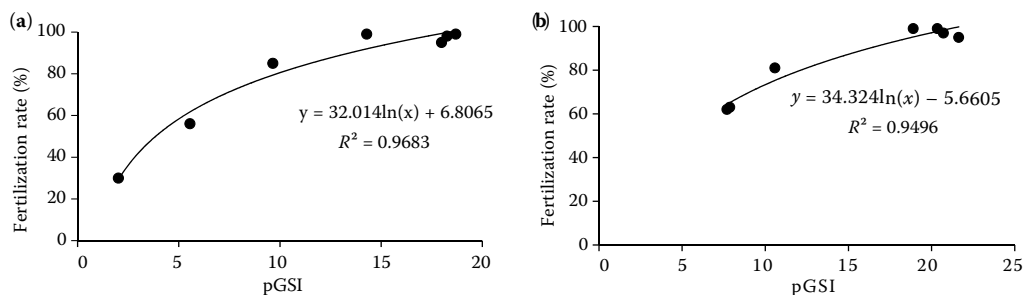 (a)
100
80
60
40
20
0
Fertilization rate (%)
y = 32.014ln(x) + 6.8065
R² = 0.9683
0 5 10 15 20
pGSI
(b)
100
80
60
40
20
0
Fertilization rate (%)
y = 34.324ln(x) – 5.6605
R² = 0.9496
0 5 10 15 20 25
pGSI